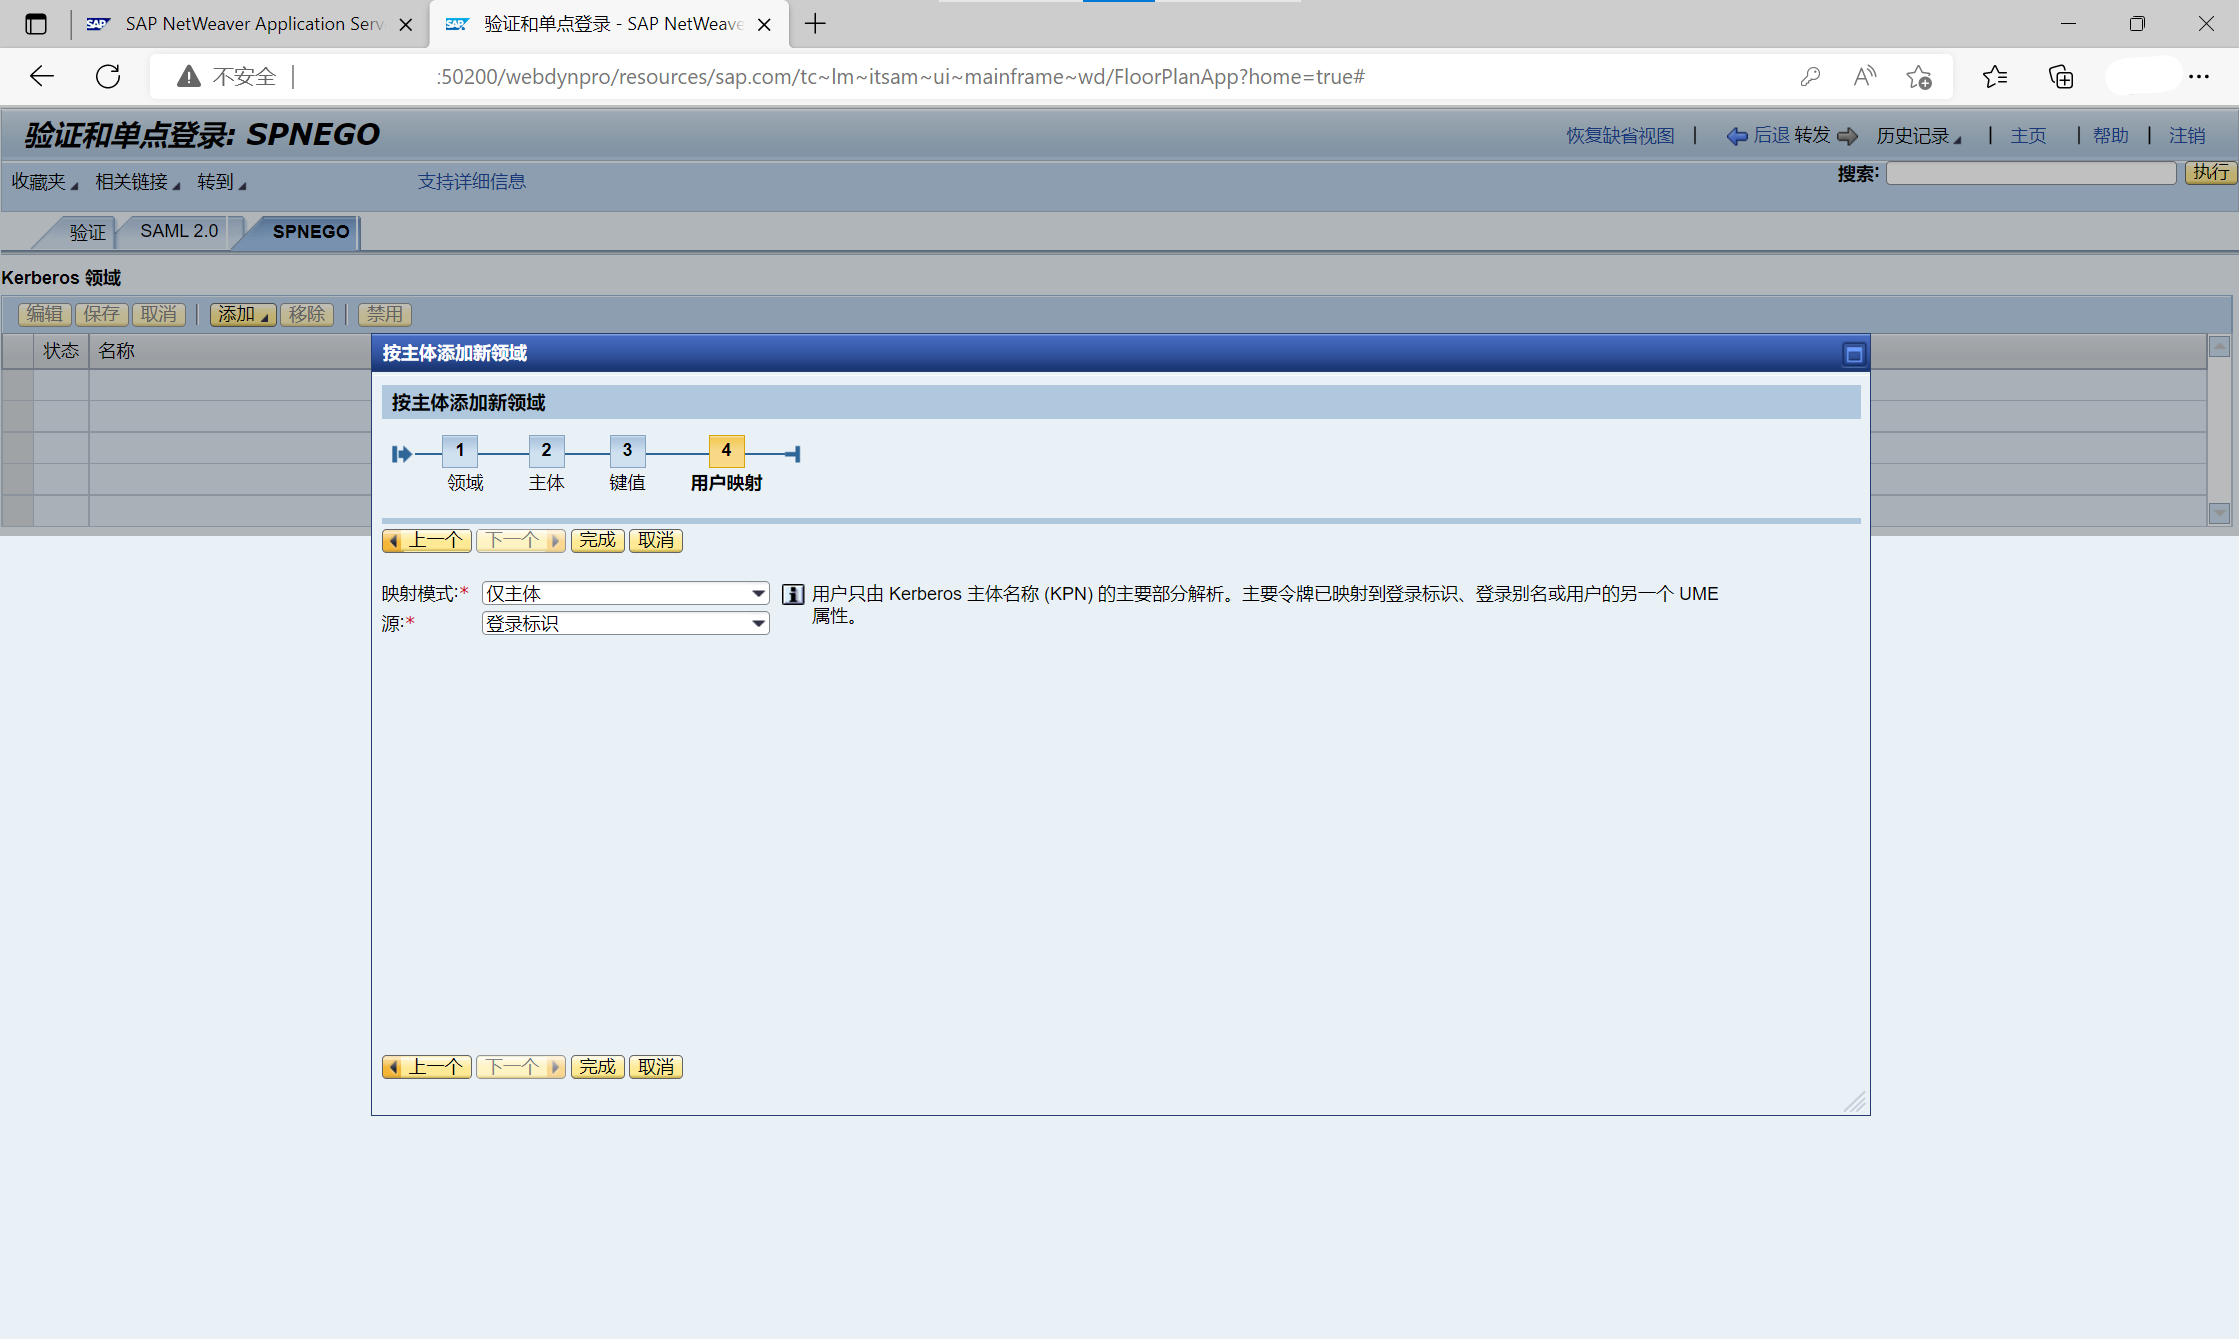 SAP NetWeaver Application Serv
验证和单点登录 - SAP NetWeave
不安全 | :50200/webdynpro/resources/sap.com/tc~lm~itsam~ui~mainframe~wd/FloorPlanApp?home=true#
验证和单点登录: SPNEGO
恢复缺省视图 | 后退 转发 历史记录 | 主页 | 帮助 | 注销
收藏夹 相关链接 转到 支持详细信息
搜索: 执行
验证 SAML 2.0 SPNEGO
Kerberos 领域
编辑 保存 取消 添加 移除 禁用
状态 名称
按主体添加新领域
按主体添加新领域
1 2 3 4
领域 主体 键值 用户映射
上一个 下一个 完成 取消
映射模式:* 仅主体 用户只由 Kerberos 主体名称 (KPN) 的主要部分解析。主要令牌已映射到登录标识、登录别名或用户的另一个 UME
属性。
源:* 登录标识
上一个 下一个 完成 取消